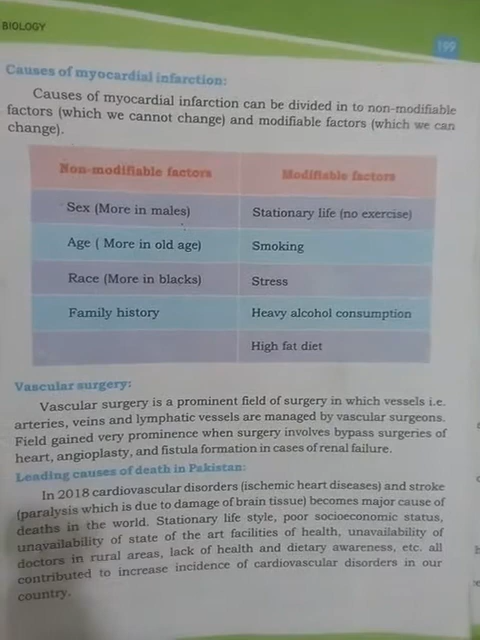 BIOLOGY
199
Causes of myocardial infarction:
Causes of myocardial infarction can be divided in to non-modifiable
factors (which we cannot change) and modifiable factors (which we can
change).
Non-modifiable factors Modifiable factors
Sex (More in males) Stationary life (no exercise)
Age ( More in old age) Smoking
Race (More in blacks) Stress
Family history Heavy alcohol consumption
High fat diet
Vascular surgery:
Vascular surgery is a prominent field of surgery in which vessels i.e.
arteries, veins and lymphatic vessels are managed by vascular surgeons.
Field gained very prominence when surgery involves bypass surgeries of
heart, angioplasty, and fistula formation in cases of renal failure.
Leading causes of death in Pakistan:
In 2018 cardiovascular disorders (ischemic heart diseases) and stroke
(paralysis which is due to damage of brain tissue) becomes major cause of
deaths in the world. Stationary life style, poor socioeconomic status,
unavailability of state of the art facilities of health, unavailability of
doctors in rural areas, lack of health and dietary awareness, etc. all
contributed to increase incidence of cardiovascular disorders in our
country.